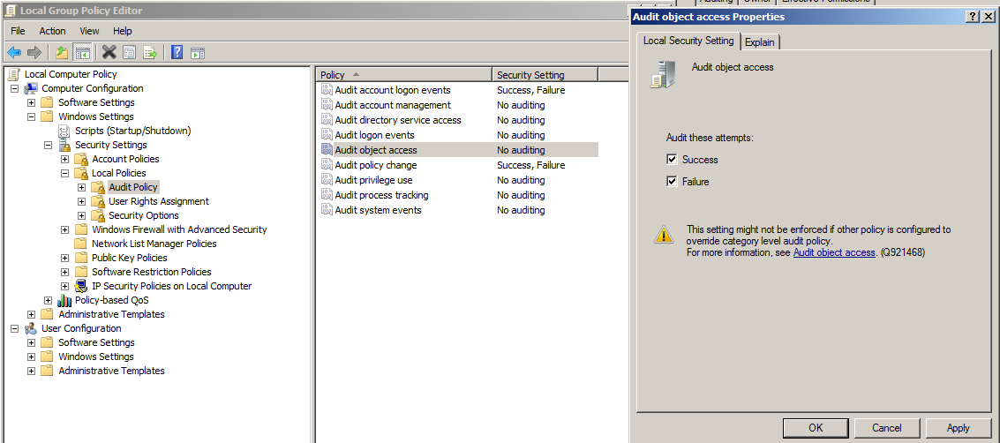 Local Group Policy Editor
File Action View Help
Local Computer Policy
Computer Configuration
Software Settings
Windows Settings
Scripts (Startup/Shutdown)
Security Settings
Account Policies
Local Policies
Audit Policy
User Rights Assignment
Security Options
Windows Firewall with Advanced Security
Network List Manager Policies
Public Key Policies
Software Restriction Policies
IP Security Policies on Local Computer
Policy-based QoS
Administrative Templates
User Configuration
Software Settings
Windows Settings
Administrative Templates
Policy Security Setting
Audit account logon events Success, Failure
Audit account management No auditing
Audit directory service access No auditing
Audit logon events No auditing
Audit object access No auditing
Audit policy change Success, Failure
Audit privilege use No auditing
Audit process tracking No auditing
Audit system events No auditing
Auditing Owner Effective Permissions
Audit object access Properties
Local Security Setting Explain
Audit object access
Audit these attempts:
Success
Failure
This setting might not be enforced if other policy is configured to
override category level audit policy.
For more information, see Audit object access. (Q921468)
OK Cancel Apply